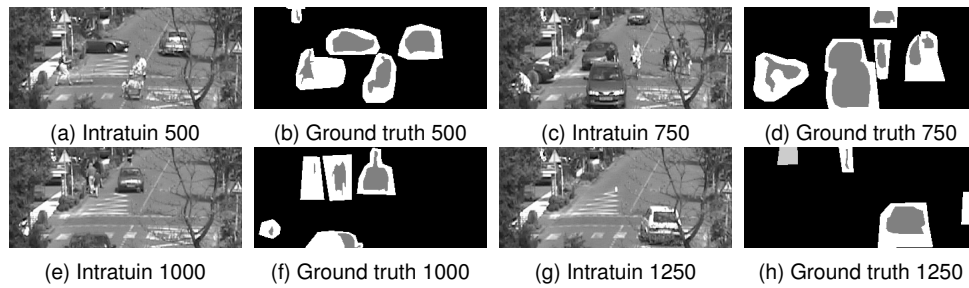 (a) Intratuin 500
(b) Ground truth 500
(c) Intratuin 750
(d) Ground truth 750
(e) Intratuin 1000
(f) Ground truth 1000
(g) Intratuin 1250
(h) Ground truth 1250